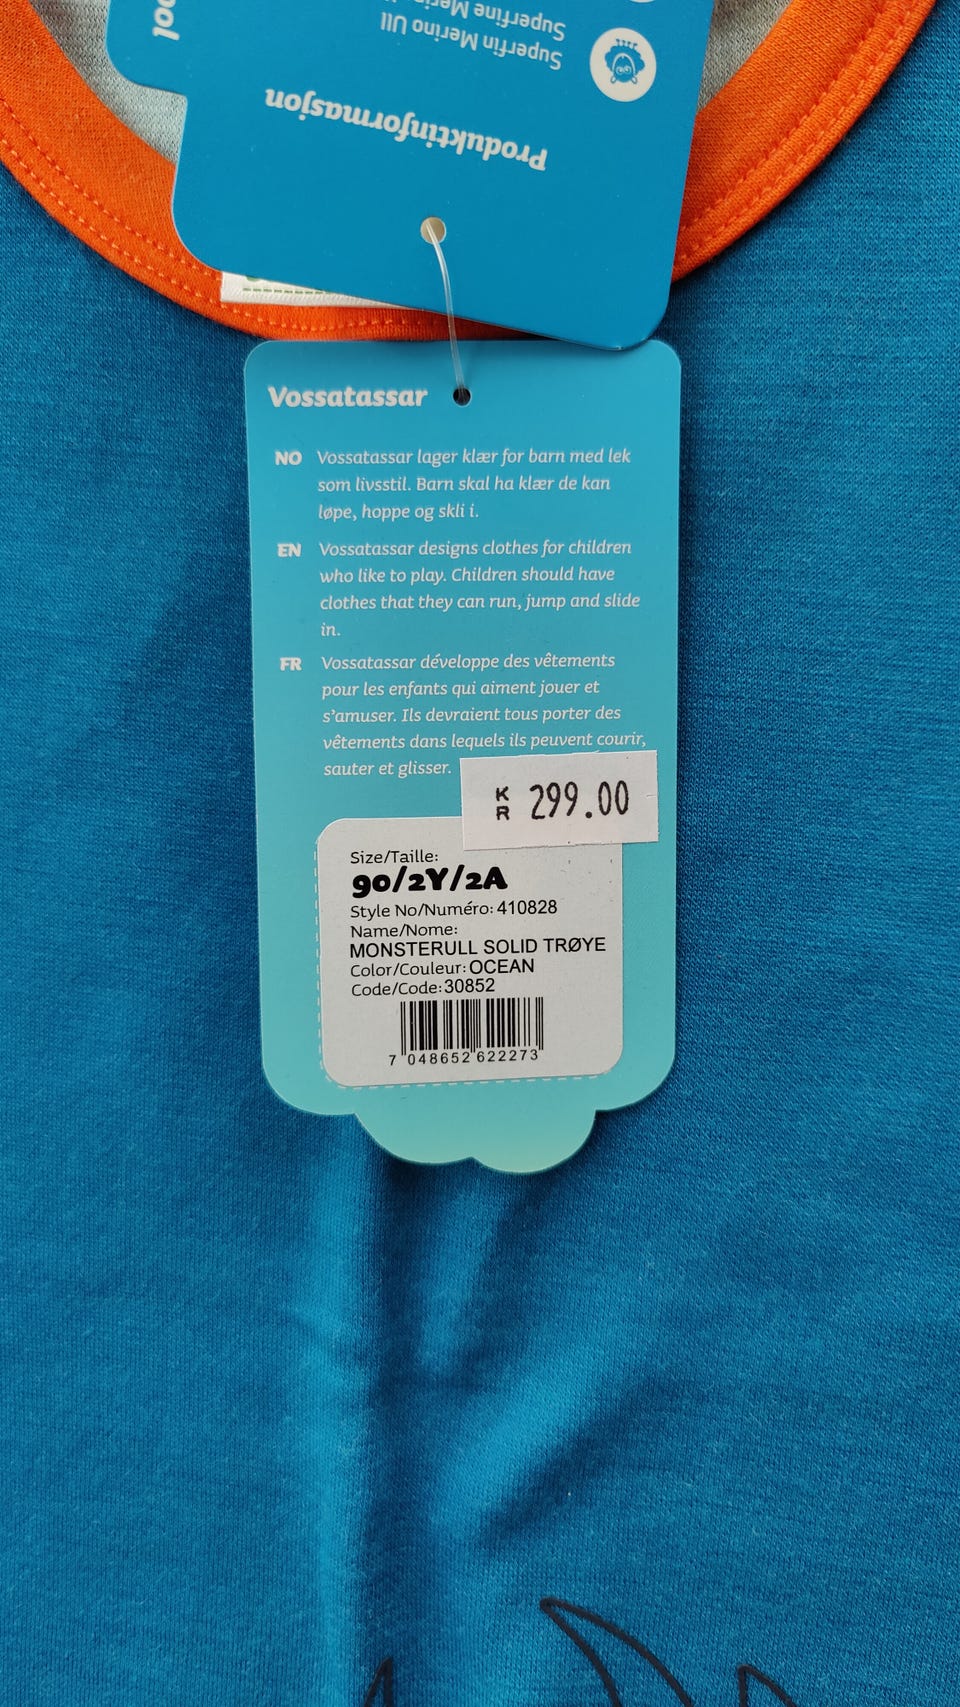 ool
Superfine Merino
Superfin Merino Ull
Produktinformasjon
Vossatassar
NO Vossatassar lager klær for barn med lek
som livsstil. Barn skal ha klær de kan
løpe, hoppe og skli i.
EN Vossatassar designs clothes for children
who like to play. Children should have
clothes that they can run, jump and slide
in.
FR Vossatassar développe des vêtements
pour les enfants qui aiment jouer et
s'amuser. Ils devraient tous porter des
vêtements dans lequels ils peuvent courir,
sauter et glisser.
KR 299.00
Size/Taille:
90/2Y/2A
Style No/Numéro: 410828
Name/Nome:
MONSTERULL SOLID TRØYE
Color/Couleur: OCEAN
Code/Code: 30852
7 048652 622273